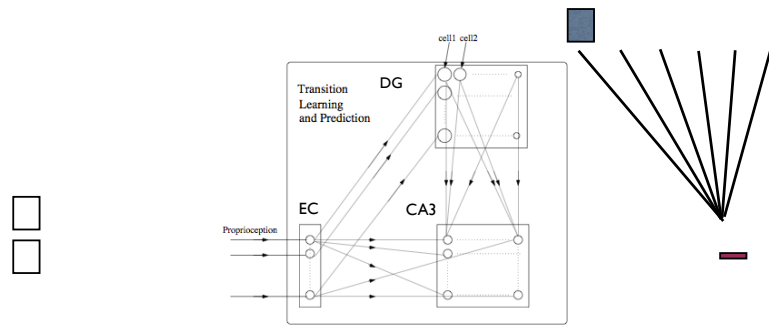 cell1 cell2
DG
Transition
Learning
and Prediction
EC
CA3
Proprioception